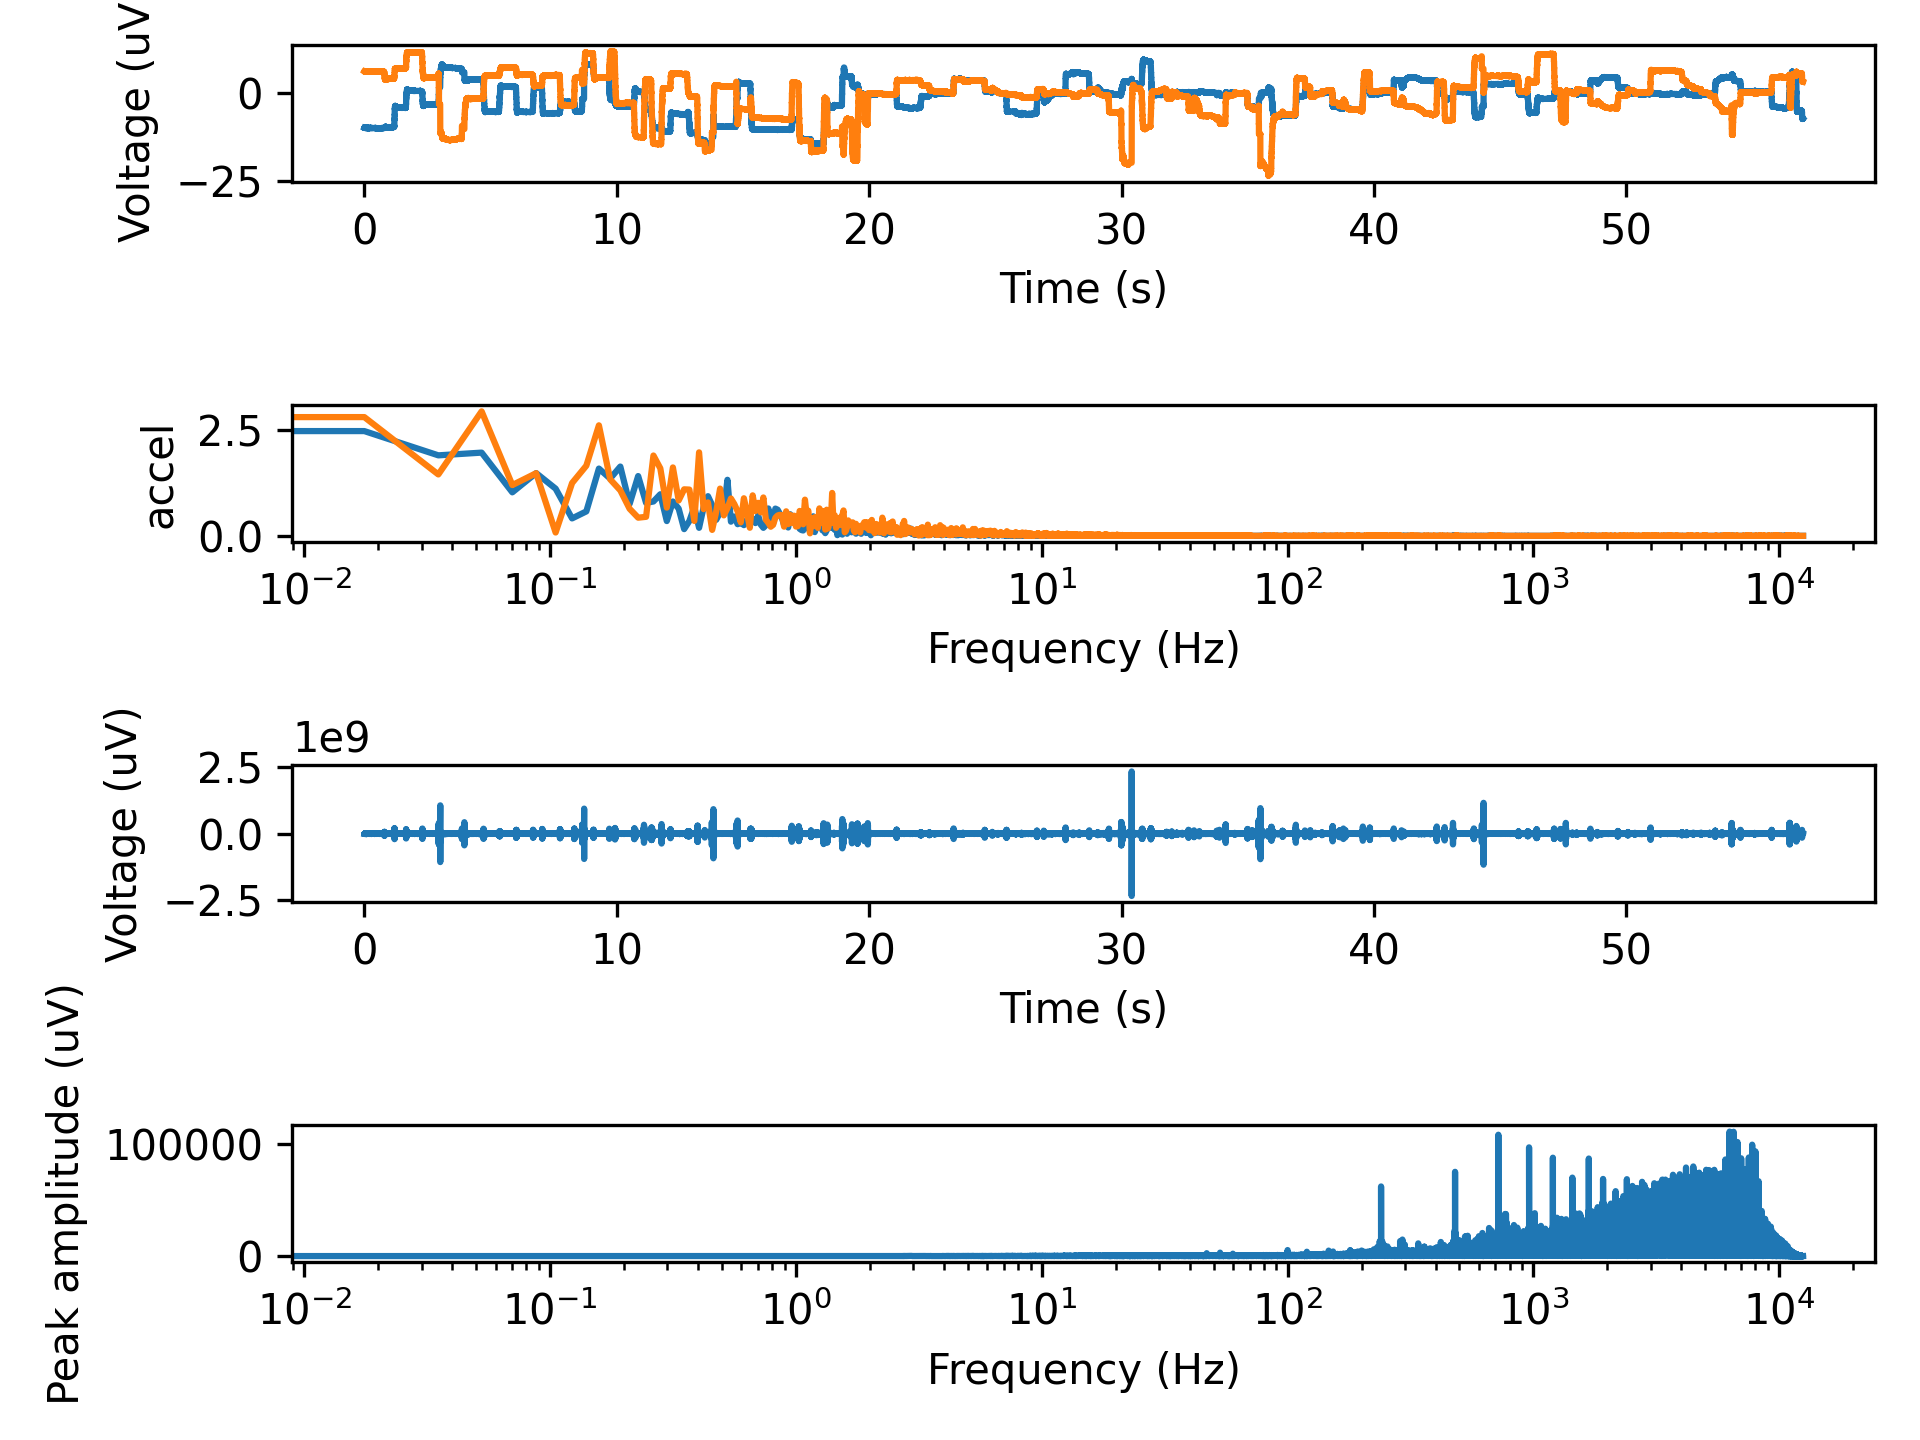 Voltage (uV
0
−25
0 10 20 30 40 50
Time (s)
accel
2.5
0.0
10⁻² 10⁻¹ 10⁰ 10¹ 10² 10³ 10⁴
Frequency (Hz)
1e9
Voltage (uV)
2.5
0.0
−2.5
0 10 20 30 40 50
Time (s)
Peak amplitude (uV)
100000
0
10⁻² 10⁻¹ 10⁰ 10¹ 10² 10³ 10⁴
Frequency (Hz)